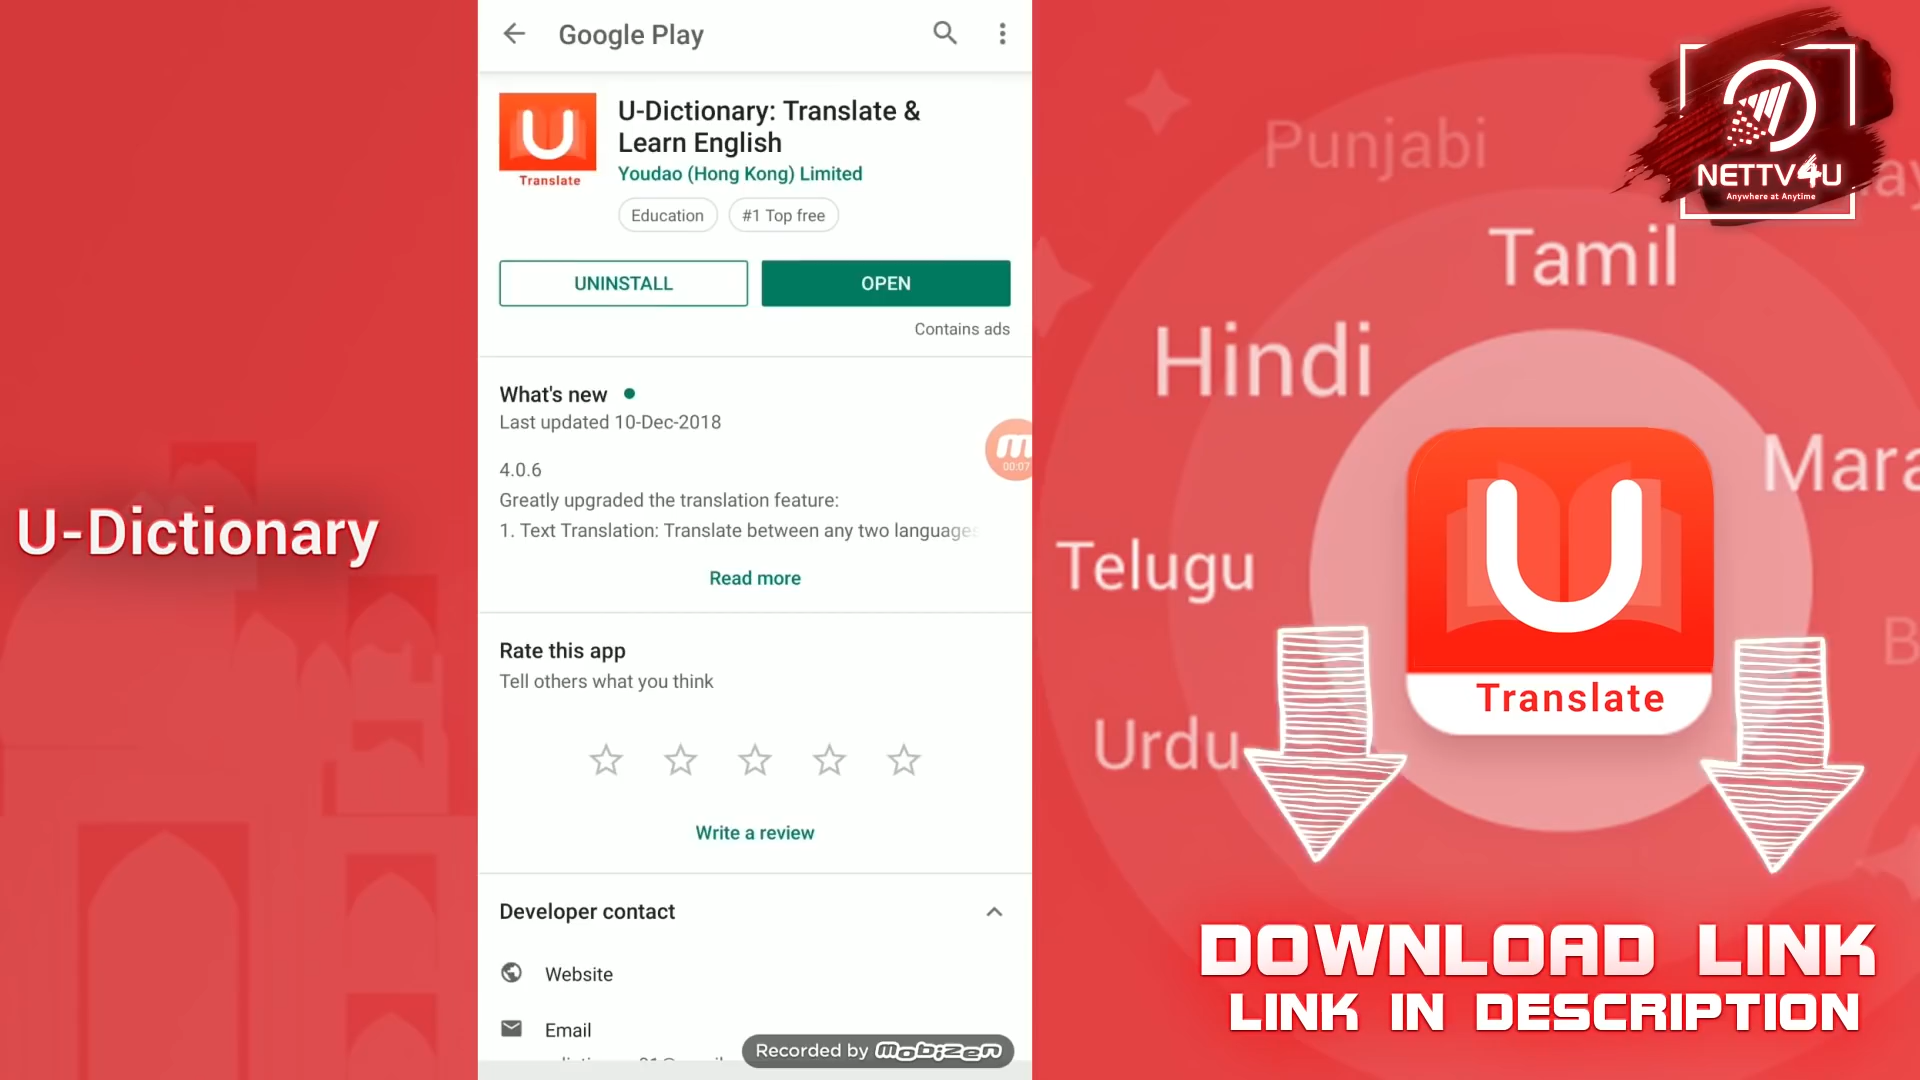 U-Dictionary
Google Play
U-Dictionary: Translate &
Learn English
Youdao (Hong Kong) Limited
Translate
Education
#1 Top free
UNINSTALL
OPEN
Contains ads
What's new
Last updated 10-Dec-2018
4.0.6
Greatly upgraded the translation feature:
1. Text Translation: Translate between any two languages
Read more
Rate this app
Tell others what you think
Write a review
Developer contact
Website
Email
Recorded by mobizen
00:07
NETTV4U
Anywhere at Anytime
Punjabi
Tamil
Hindi
Mara
Telugu
Urdu
B
Translate
DOWNLOAD LINK
LINK IN DESCRIPTION